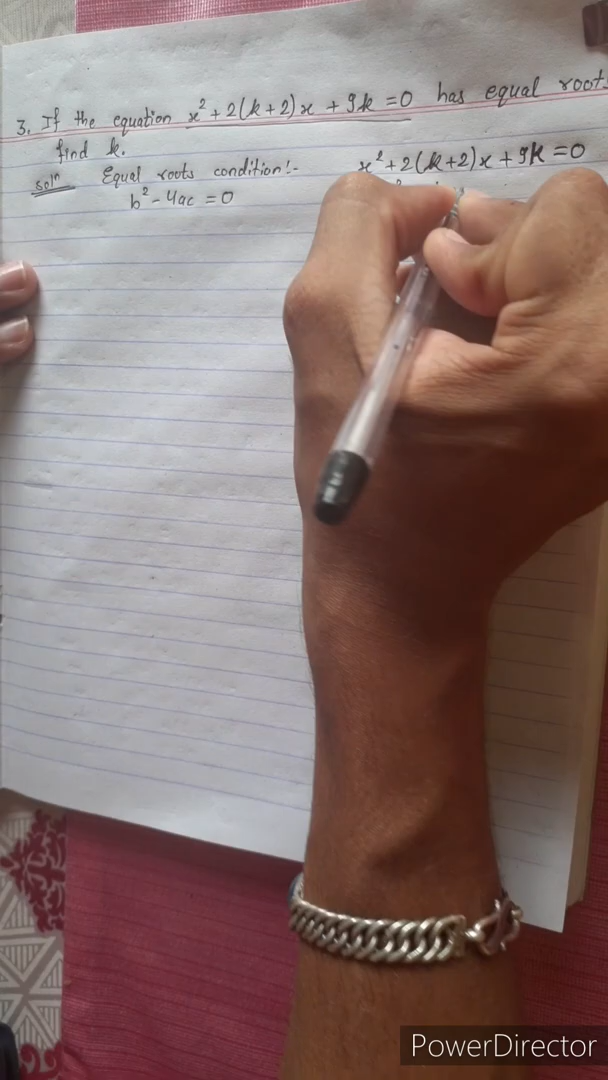 3. If the equation x² + 2(k+2)x + 9k = 0 has equal roots
find k.
Solⁿ Equal roots condition:-
b² - 4ac = 0
x² + 2(k+2)x + 9k = 0
PowerDirector